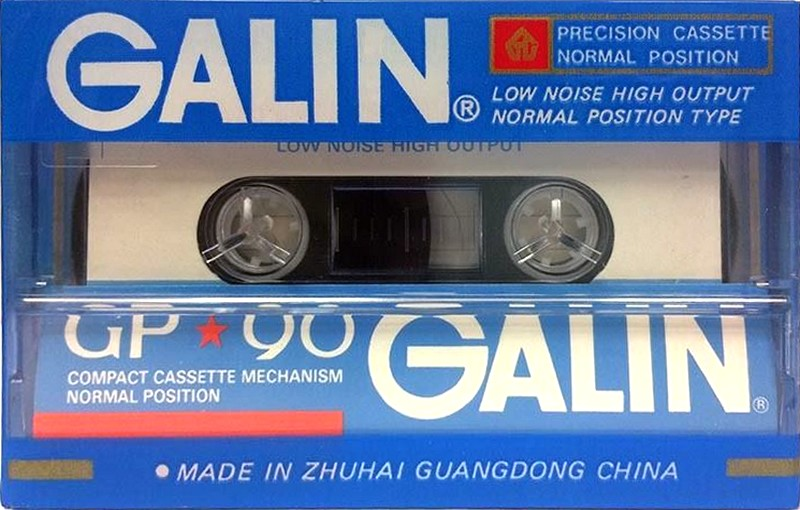 GALIN®
PRECISION CASSETTE
NORMAL POSITION
LOW NOISE HIGH OUTPUT
NORMAL POSITION TYPE
LOW NOISE HIGH OUTPUT
GP★90
COMPACT CASSETTE MECHANISM
NORMAL POSITION
GALIN®
• MADE IN ZHUHAI GUANGDONG CHINA